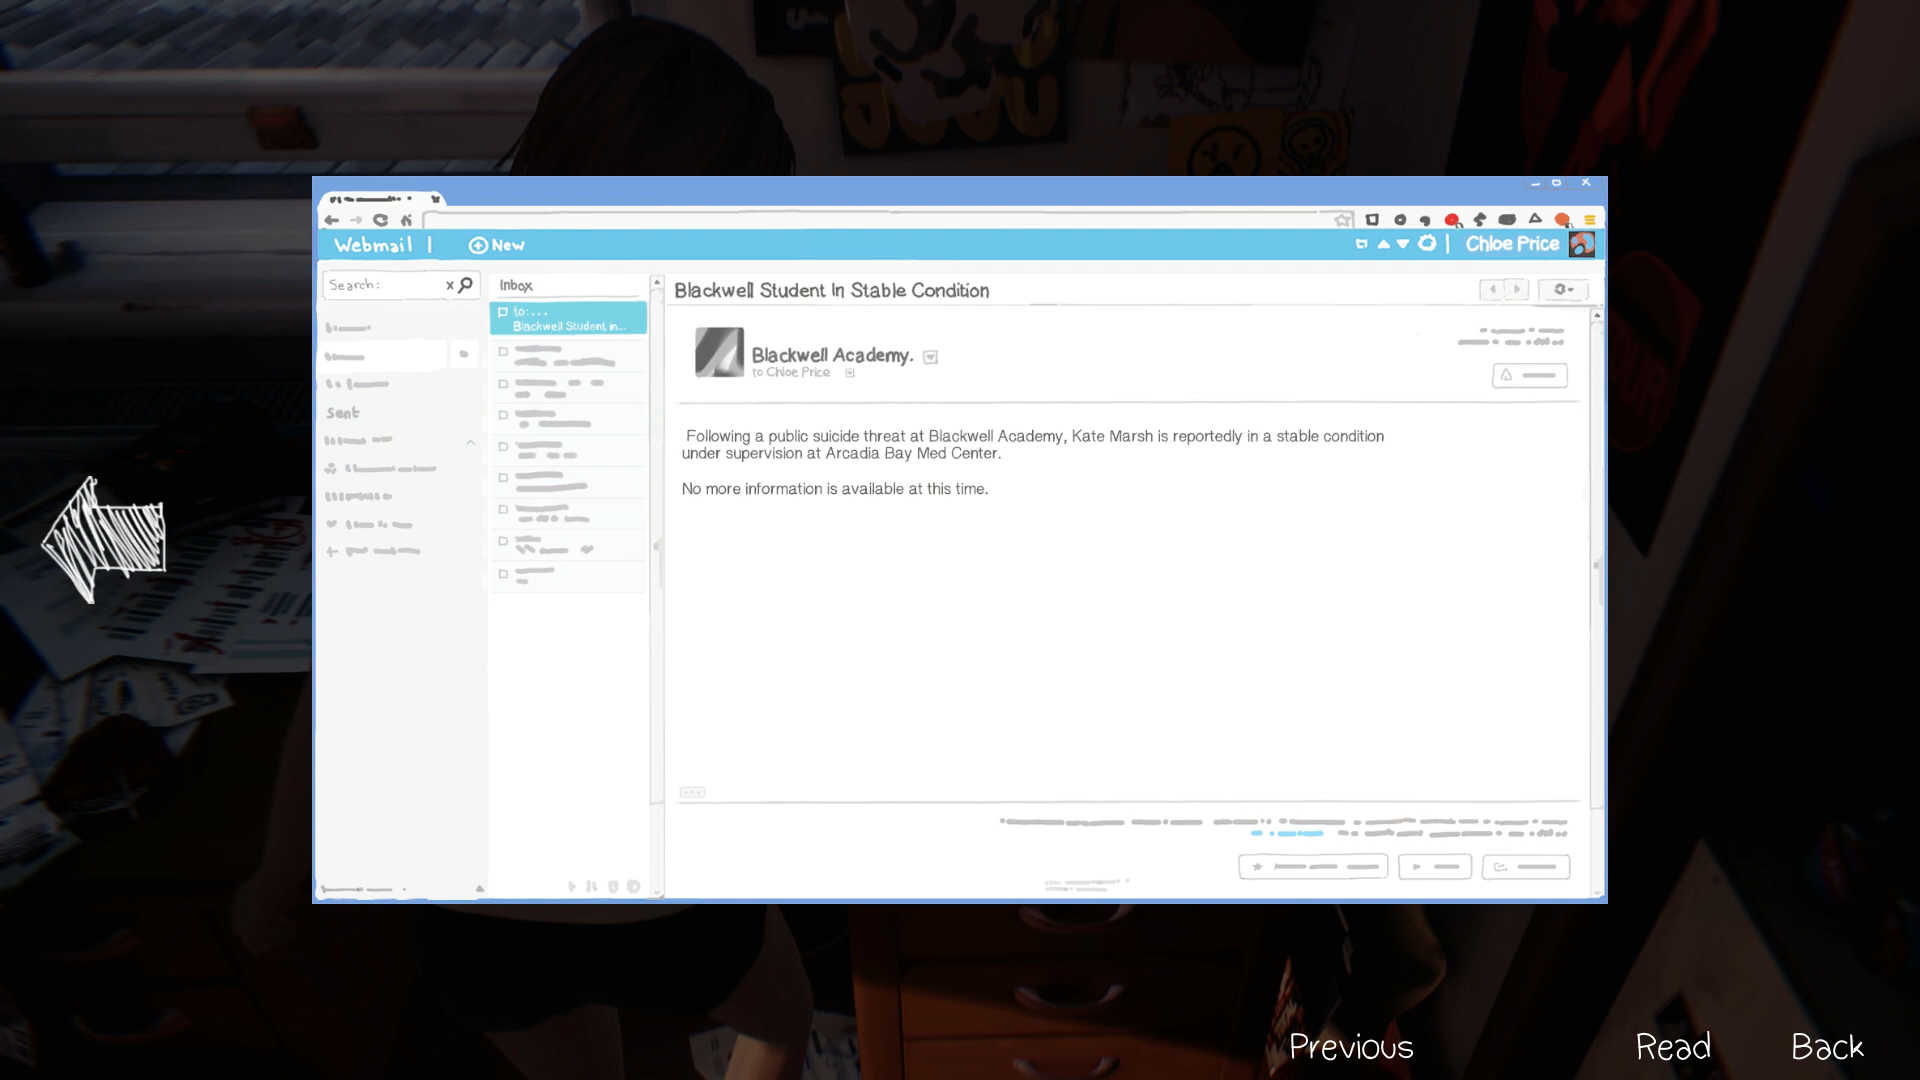 Webmail |
New
Chloe Price
Search:
x
Inbox
to:...
Blackwell Student in...
Sent
Blackwell Student In Stable Condition
Blackwell Academy.
to Chloe Price
Following a public suicide threat at Blackwell Academy, Kate Marsh is reportedly in a stable condition
under supervision at Arcadia Bay Med Center.
No more information is available at this time.
Previous
Read
Back